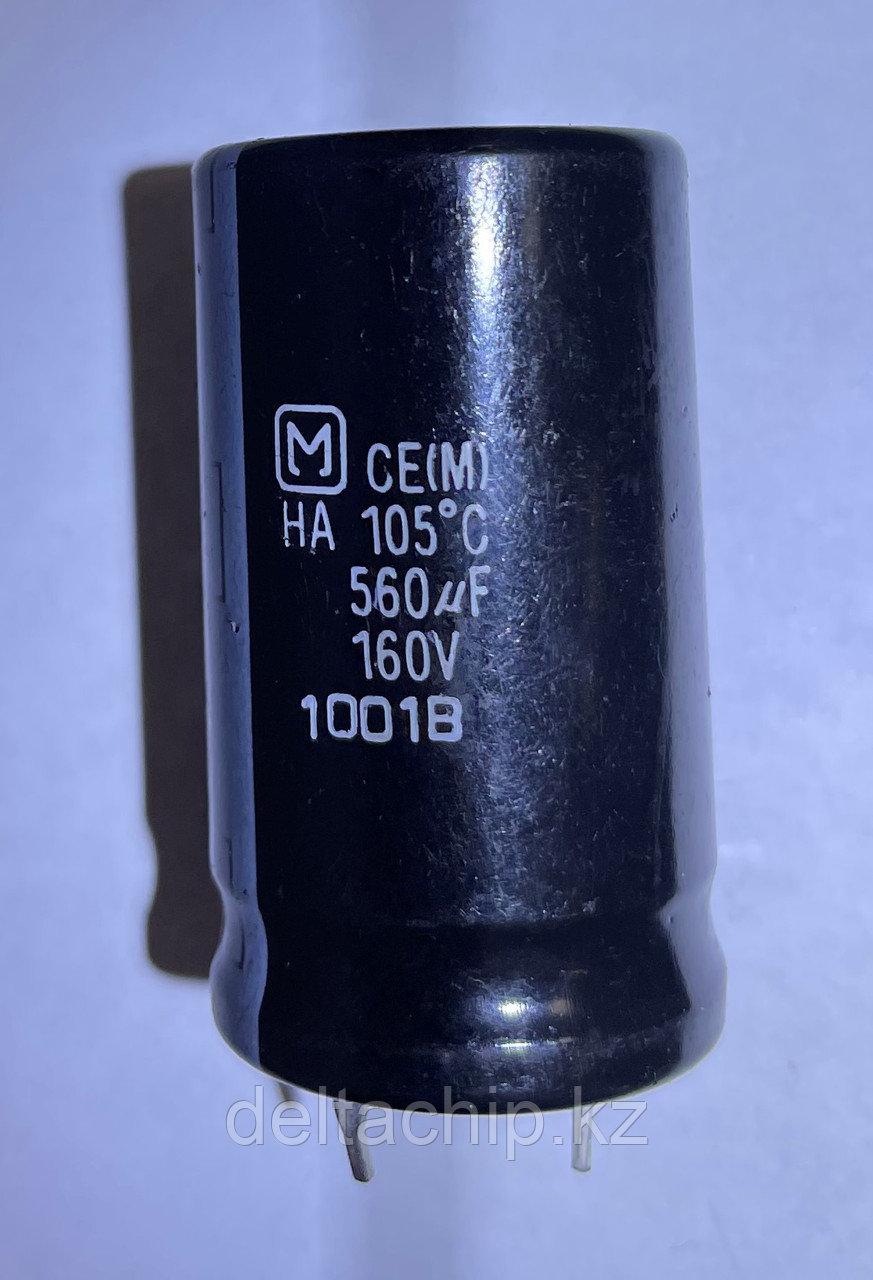 M CE(M)
HA 105°C
560µF
160V
1001B
deltachip.kz